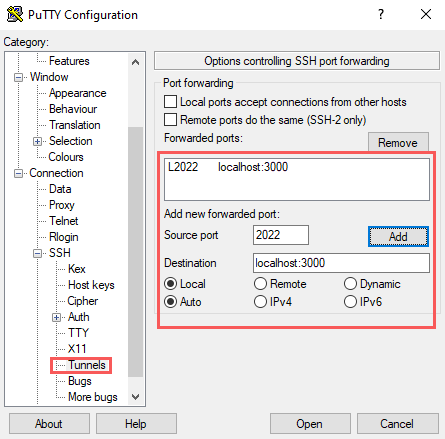 PuTTY Configuration
?
Category:
Features
Window
Appearance
Behaviour
Translation
Selection
Colours
Connection
Data
Proxy
Telnet
Rlogin
SSH
Kex
Host keys
Cipher
Auth
TTY
X11
Tunnels
Bugs
More bugs
Options controlling SSH port forwarding
Port forwarding
Local ports accept connections from other hosts
Remote ports do the same (SSH-2 only)
Forwarded ports:
Remove
L2022 localhost:3000
Add new forwarded port:
Source port 2022 Add
Destination localhost:3000
Local Remote Dynamic
Auto IPv4 IPv6
About Help Open Cancel